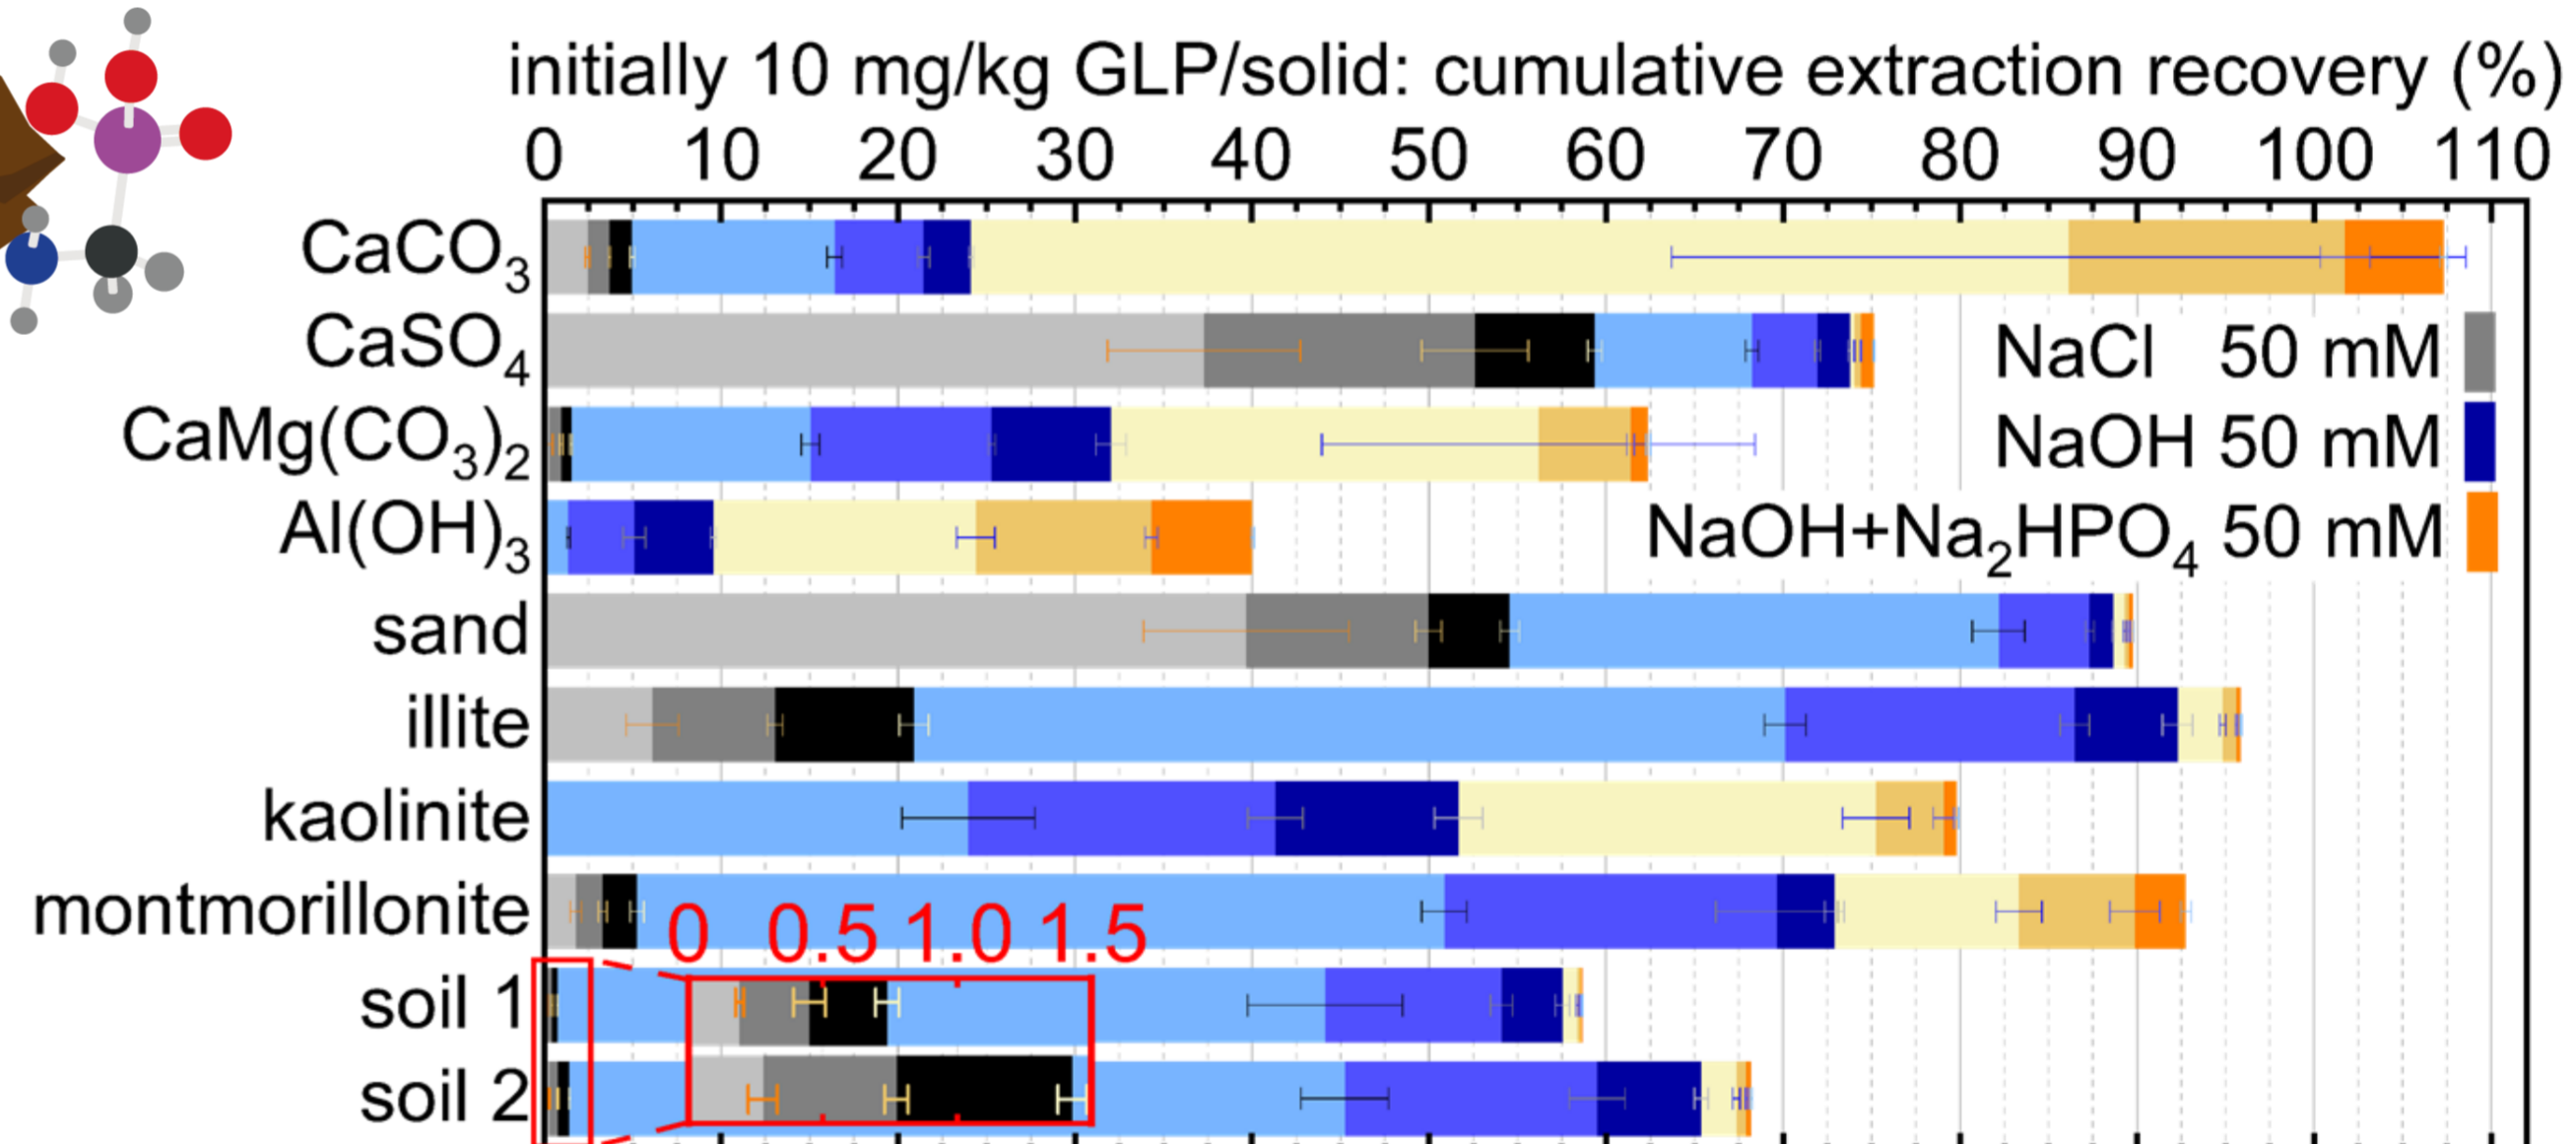 initially 10 mg/kg GLP/solid: cumulative extraction recovery (%)
0 10 20 30 40 50 60 70 80 90 100 110
CaCO₃
CaSO₄
NaCl 50 mM
CaMg(CO₃)₂
NaOH 50 mM
Al(OH)₃
NaOH+Na₂HPO₄ 50 mM
sand
illite
kaolinite
montmorillonite
0 0.5 1.0 1.5
soil 1
soil 2